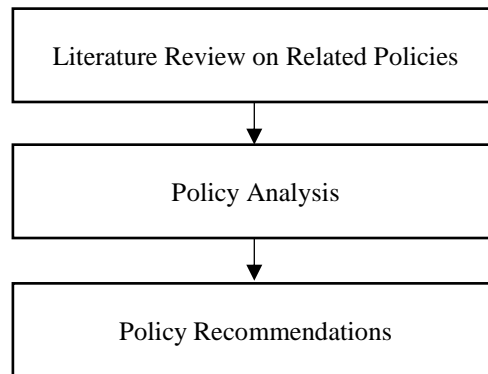 Literature Review on Related Policies
Policy Analysis
Policy Recommendations